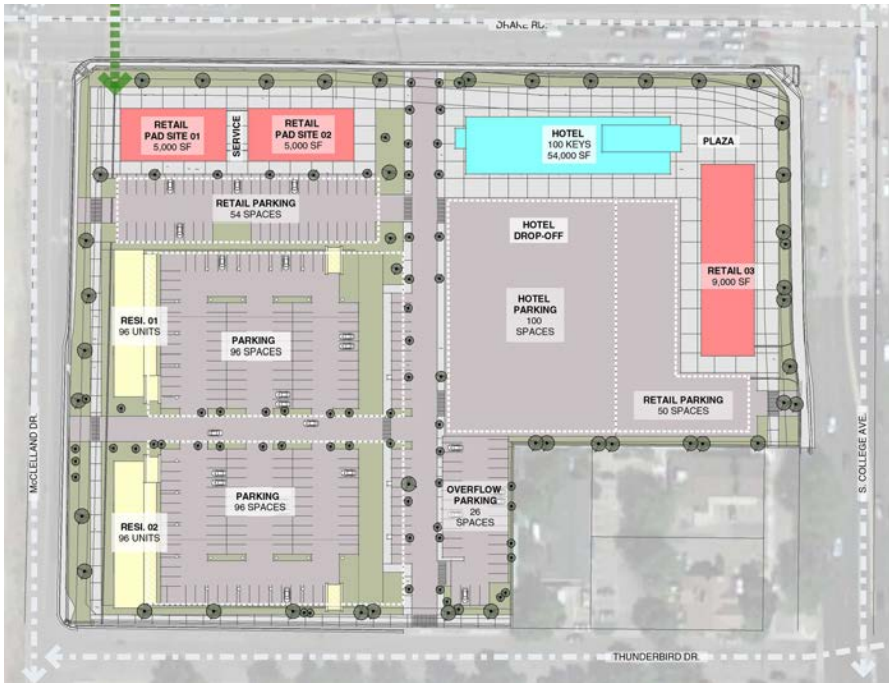 DRAKE RD.
RETAIL
PAD SITE 01
5,000 SF
SERVICE
RETAIL
PAD SITE 02
5,000 SF
HOTEL
100 KEYS
54,000 SF
PLAZA
RETAIL PARKING
54 SPACES
HOTEL
DROP-OFF
RETAIL 03
9,000 SF
RESI. 01
96 UNITS
PARKING
96 SPACES
HOTEL
PARKING
100
SPACES
RETAIL PARKING
50 SPACES
McCLELLAND DR.
S. COLLEGE AVE.
RESI. 02
96 UNITS
PARKING
96 SPACES
OVERFLOW
PARKING
26
SPACES
THUNDERBIRD DR.